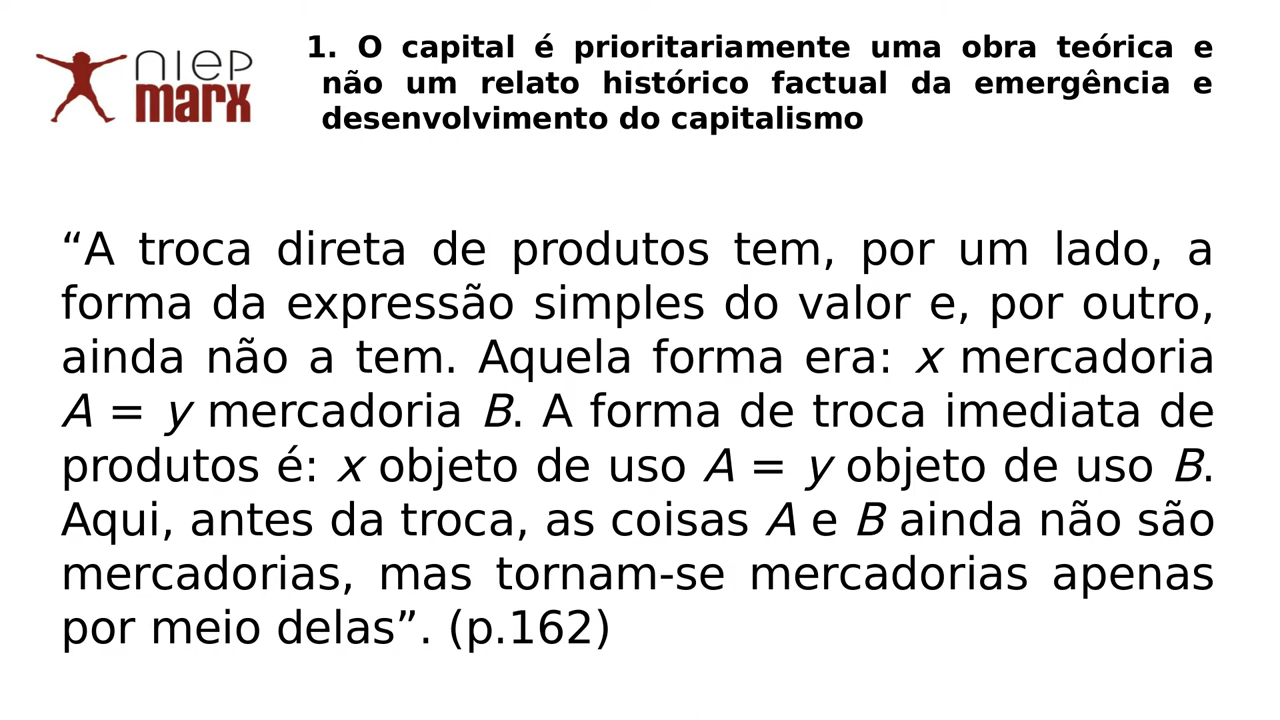 NIEP
marx
1. O capital é prioritariamente uma obra teórica e
não um relato histórico factual da emergência e
desenvolvimento do capitalismo
“A troca direta de produtos tem, por um lado, a
forma da expressão simples do valor e, por outro,
ainda não a tem. Aquela forma era: x mercadoria
A = y mercadoria B. A forma de troca imediata de
produtos é: x objeto de uso A = y objeto de uso B.
Aqui, antes da troca, as coisas A e B ainda não são
mercadorias, mas tornam-se mercadorias apenas
por meio delas”. (p.162)